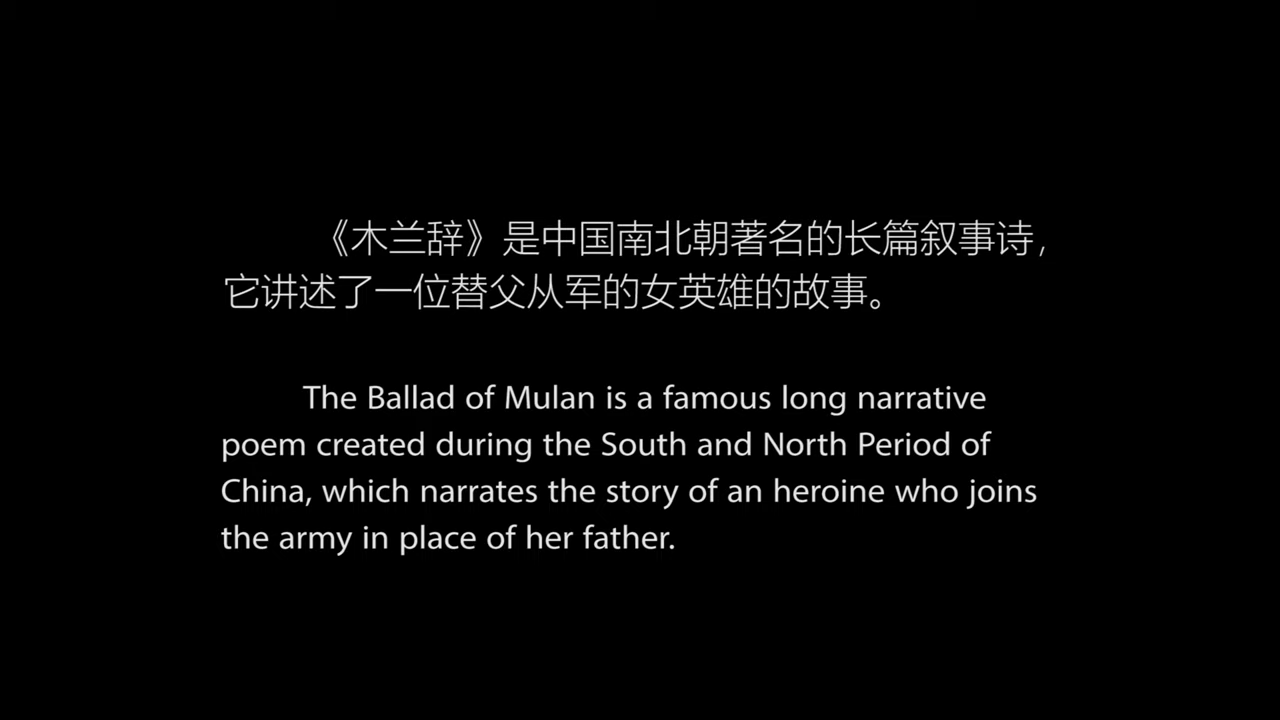 《木兰辞》是中国南北朝著名的长篇叙事诗,
它讲述了一位替父从军的女英雄的故事。
The Ballad of Mulan is a famous long narrative
poem created during the South and North Period of
China, which narrates the story of an heroine who joins
the army in place of her father.